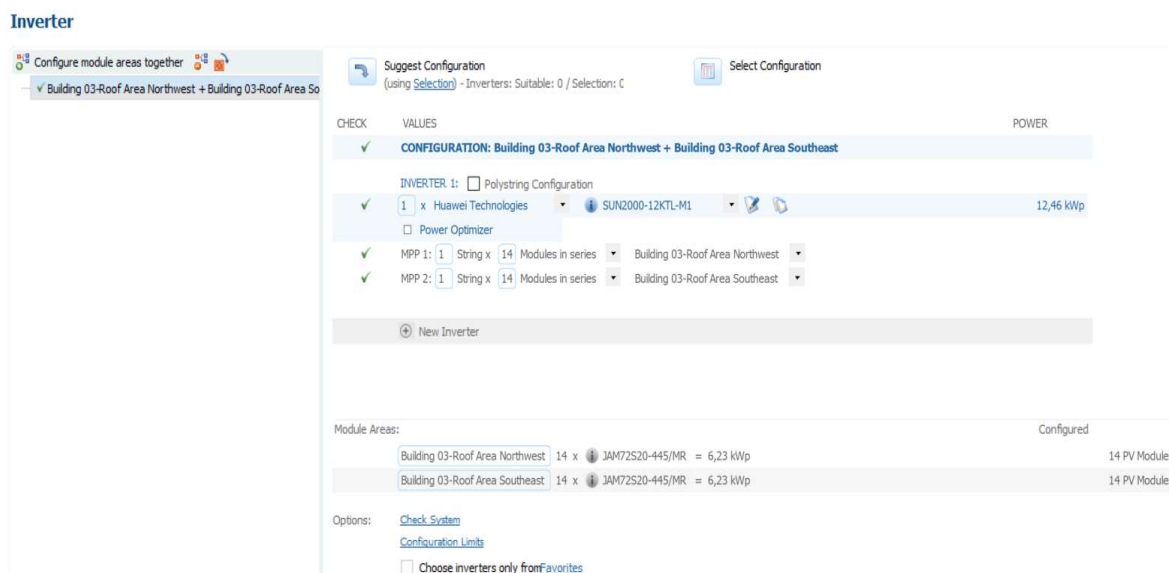 Inverter
Configure module areas together
Building 03-Roof Area Northwest + Building 03-Roof Area So
Suggest Configuration
(using Selection) - Inverters: Suitable: 0 / Selection: 0
Select Configuration
CHECK VALUES POWER
CONFIGURATION: Building 03-Roof Area Northwest + Building 03-Roof Area Southeast
INVERTER 1: Polystring Configuration
1 x Huawei Technologies SUN2000-12KTL-M1 12,46 kWp
Power Optimizer
MPP 1: 1 String x 14 Modules in series Building 03-Roof Area Northwest
MPP 2: 1 String x 14 Modules in series Building 03-Roof Area Southeast
New Inverter
Module Areas: Configured
Building 03-Roof Area Northwest 14 x JAM72S20-445/MR = 6,23 kWp 14 PV Module
Building 03-Roof Area Southeast 14 x JAM72S20-445/MR = 6,23 kWp 14 PV Module
Options: Check System
Configuration Limits
Choose inverters only from Favorites